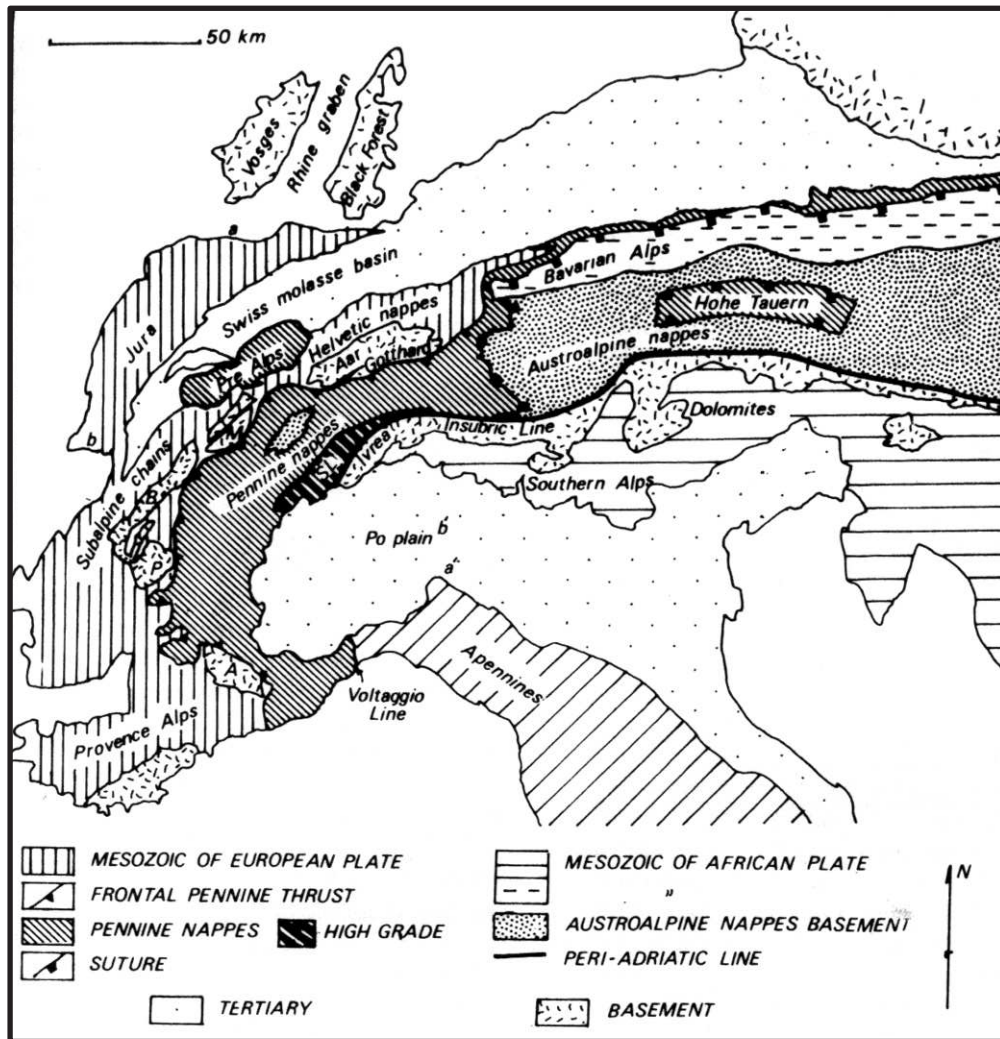 50 km
Vosges
Rhine graben
Black Forest
a
Bavarian Alps
Swiss molasse basin
Jura
Hohe Tauern
Helvetic nappes
Aar
Gotthard
Pre Alps
Austroalpine nappes
Dolomites
b
Insubric Line
Ivrea
SL
Pennine nappes
Subalpine chains
B
Southern Alps
Po plain
b'
a'
P
A
Apennines
Voltaggio
Line
Provence Alps
MESOZOIC OF EUROPEAN PLATE
FRONTAL PENNINE THRUST
PENNINE NAPPES
HIGH GRADE
SUTURE
MESOZOIC OF AFRICAN PLATE
"
AUSTROALPINE NAPPES BASEMENT
PERI-ADRIATIC LINE
N
TERTIARY
BASEMENT